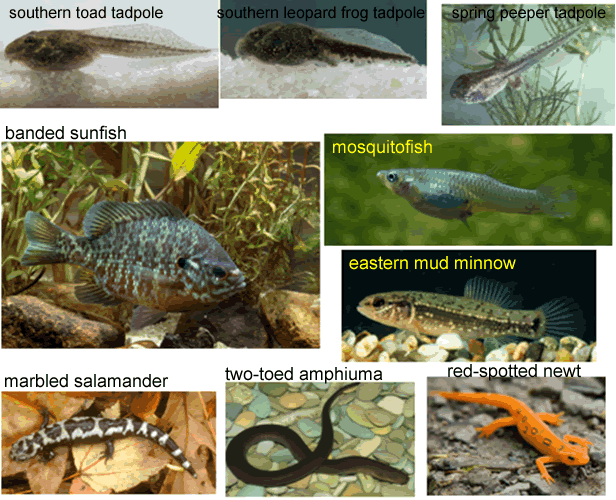 southern toad tadpole
southern leopard frog tadpole
spring peeper tadpole
banded sunfish
mosquitofish
eastern mud minnow
marbled salamander
two-toed amphiuma
red-spotted newt